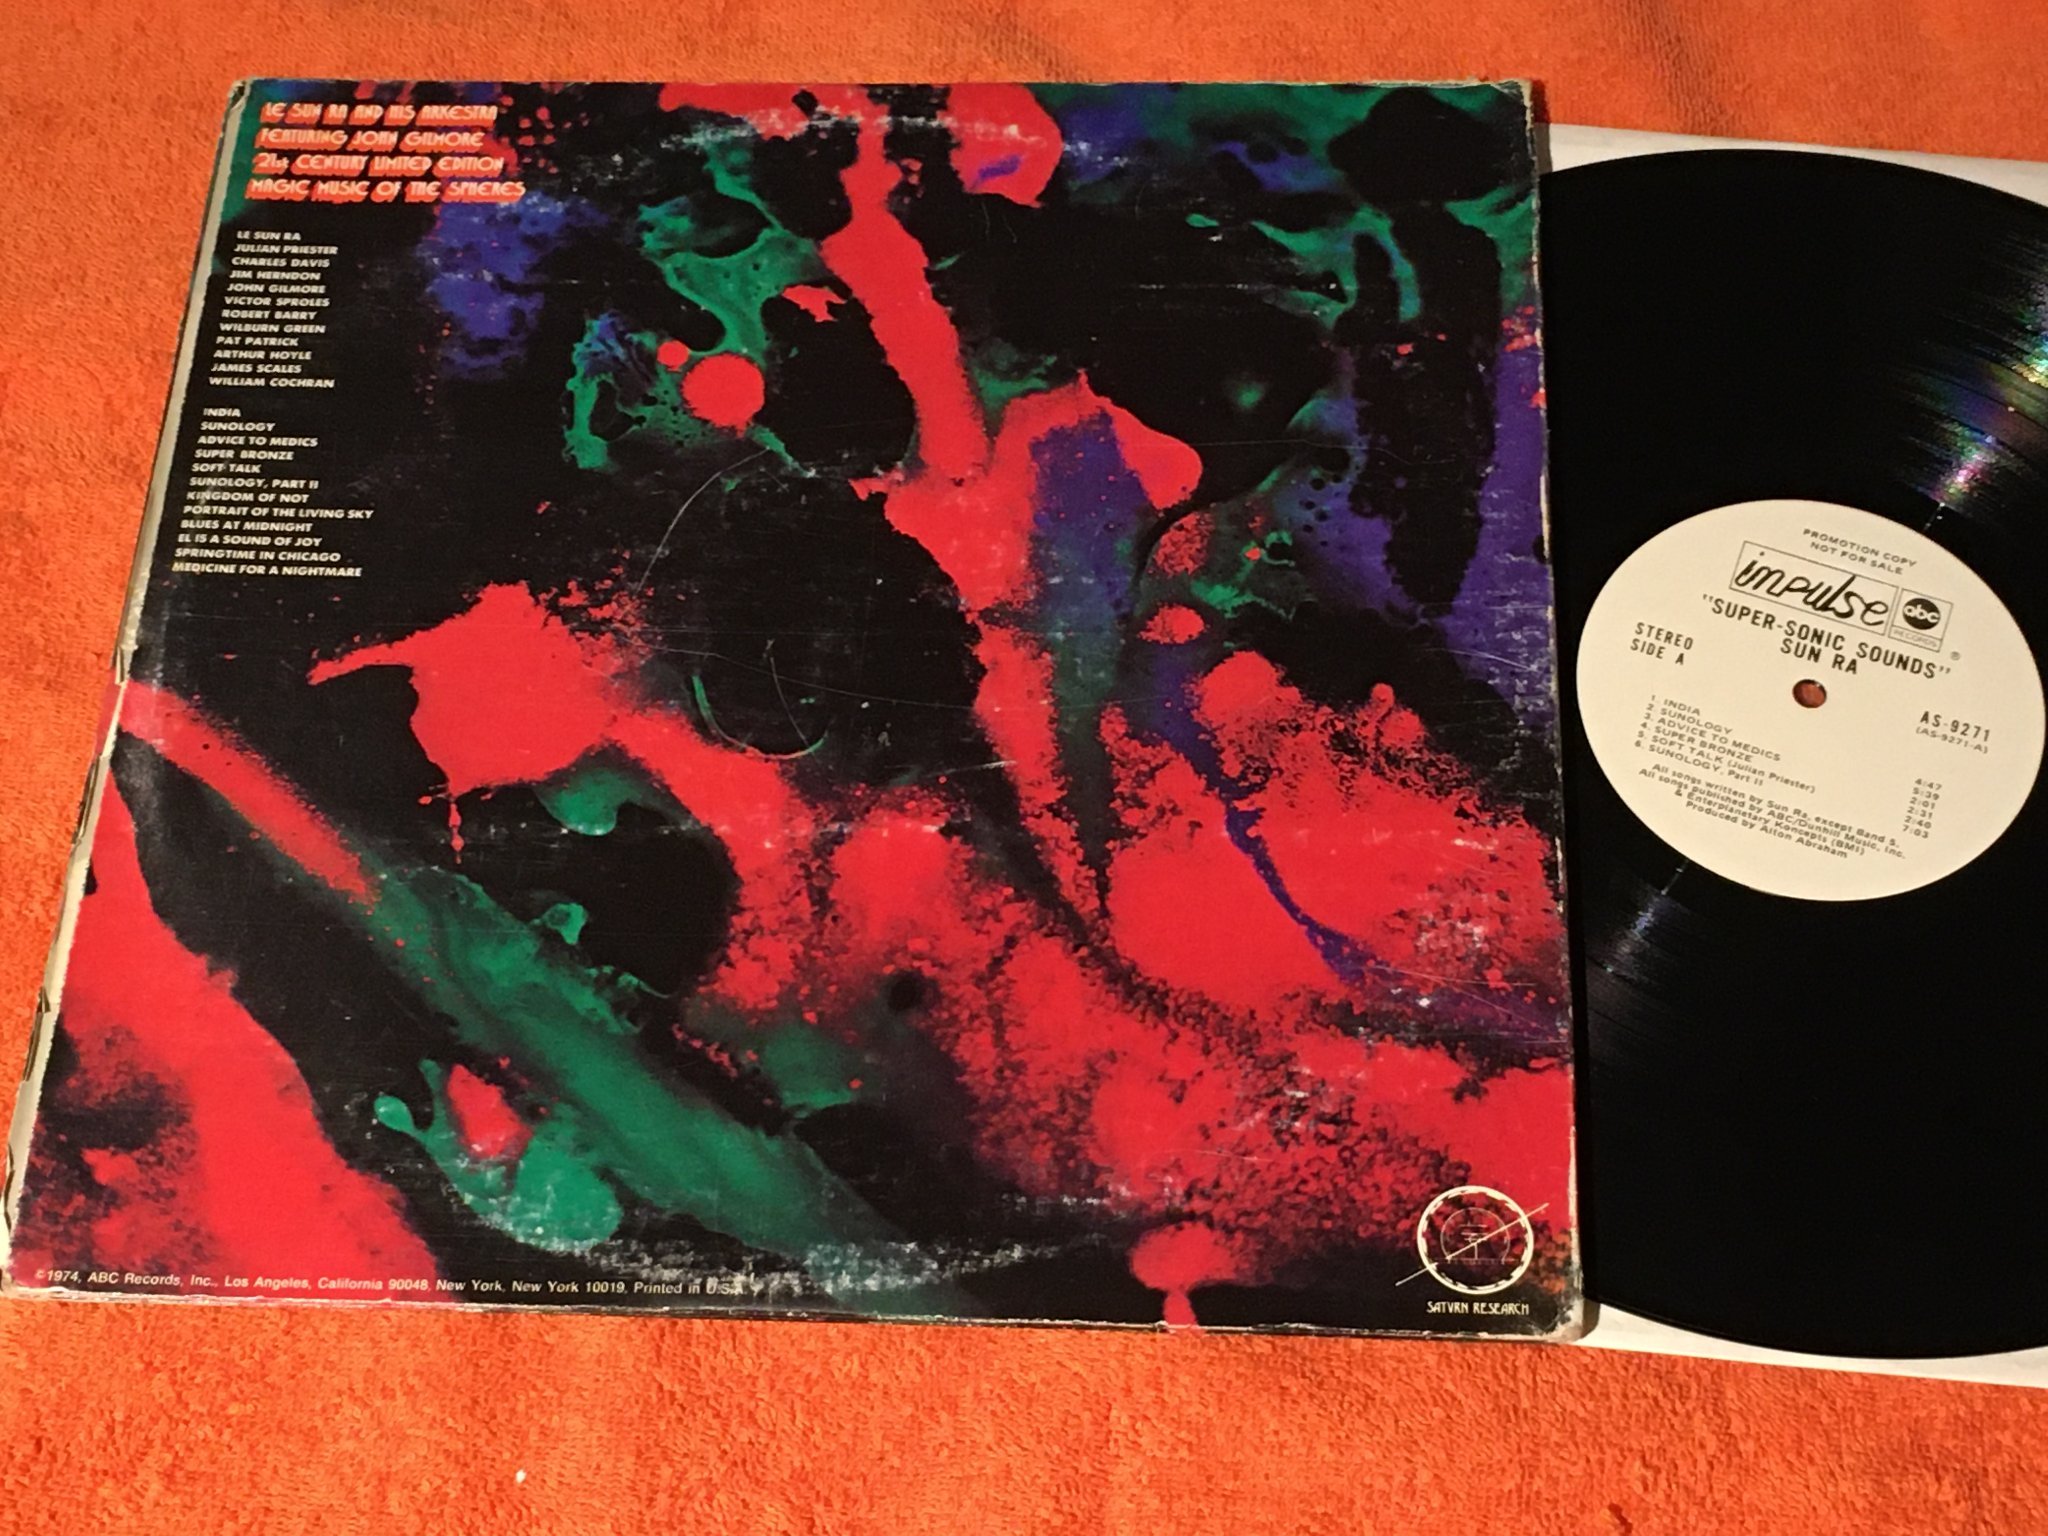 LE SUN RA AND HIS ARKESTRA
FEATURING JOHN GILMORE
21st CENTURY LIMITED EDITION
MAGIC MUSIC OF THE SPHERES
LE SUN RA
JULIAN PRIESTER
CHARLES DAVIS
JIM HERNDON
JOHN GILMORE
VICTOR SPROLES
ROBERT BARRY
WILBURN GREEN
PAT PATRICK
ARTHUR HOYLE
JAMES SCALES
WILLIAM COCHRAN
INDIA
SUNOLOGY
ADVICE TO MEDICS
SUPER BRONZE
SOFT TALK
SUNOLOGY, PART II
KINGDOM OF NOT
PORTRAIT OF THE LIVING SKY
BLUES AT MIDNIGHT
EL IS A SOUND OF JOY
SPRINGTIME IN CHICAGO
MEDICINE FOR A NIGHTMARE
©1974, ABC Records, Inc., Los Angeles, California 90048, New York, New York 10019, Printed in U.S.A.
SATVRN RESEARCH
PROMOTION COPY
NOT FOR SALE
impulse
abc
RECORDS
®
"SUPER-SONIC SOUNDS"
SUN RA
STEREO
SIDE A
AS-9271
(AS-9271-A)
1. INDIA 4:47
2. SUNOLOGY 5:39
3. ADVICE TO MEDICS 2:01
4. SUPER BRONZE 2:31
5. SOFT TALK (Julian Priester) 2:40
6. SUNOLOGY, Part II 7:03
All songs written by Sun Ra, except Band 5.
All songs published by ABC/Dunhill Music, Inc.
& Enterplanetary Koncepts (BMI)
Produced by Alton Abraham